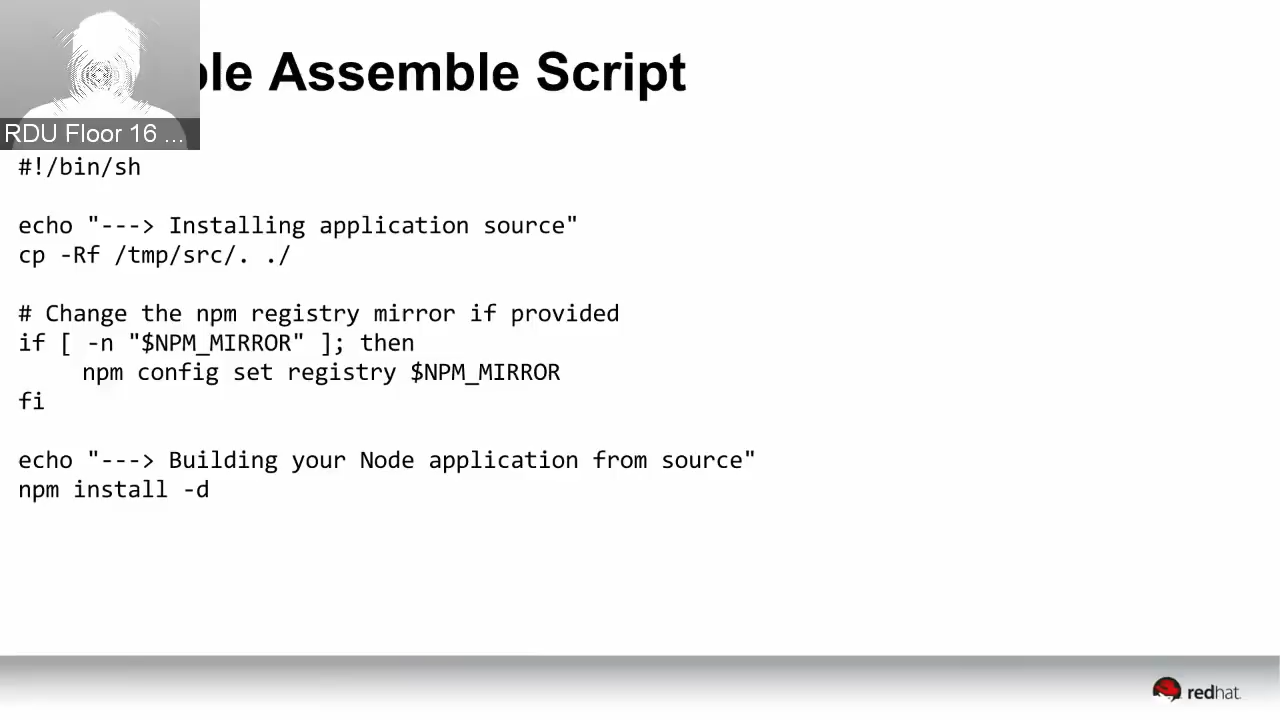 Assemble Script
RDU Floor 16 ...
#!/bin/sh
echo "---> Installing application source"
cp -Rf /tmp/src/. ./
# Change the npm registry mirror if provided
if [ -n "$NPM_MIRROR" ]; then
npm config set registry $NPM_MIRROR
fi
echo "---> Building your Node application from source"
npm install -d
redhat.